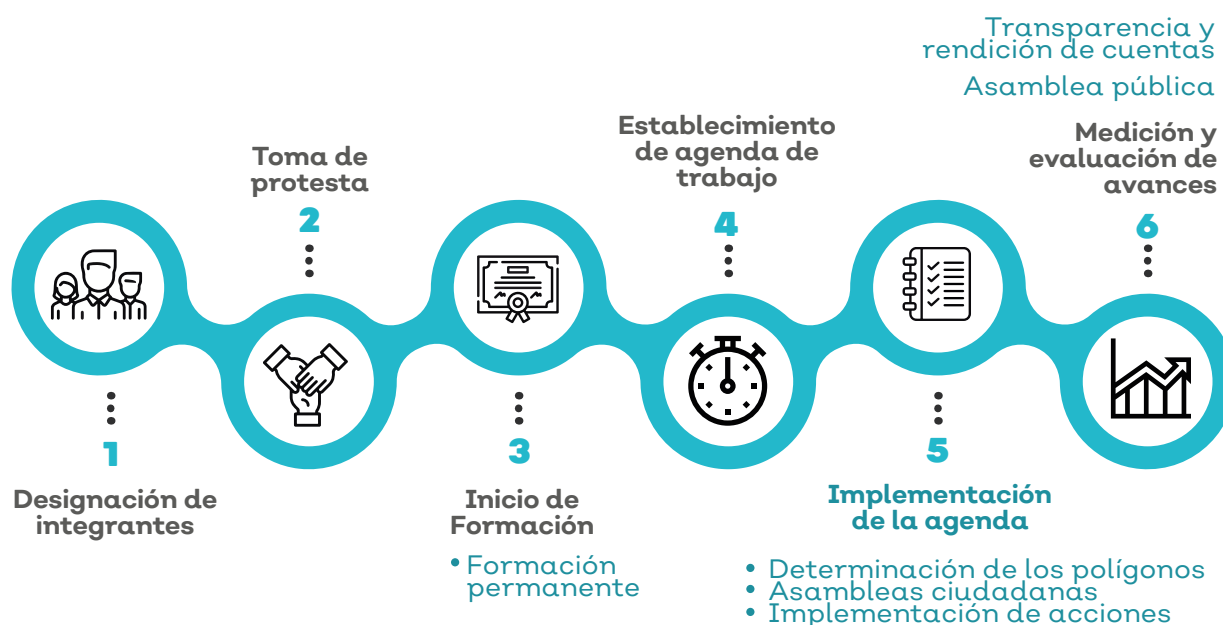 1
Designación de
integrantes
Toma de
protesta
2
3
Inicio de
Formación
• Formación
permanente
Establecimiento
de agenda de
trabajo
4
5
Implementación
de la agenda
• Determinación de los polígonos
• Asambleas ciudadanas
• Implementación de acciones
Transparencia y
rendición de cuentas
Asamblea pública
Medición y
evaluación de
avances
6